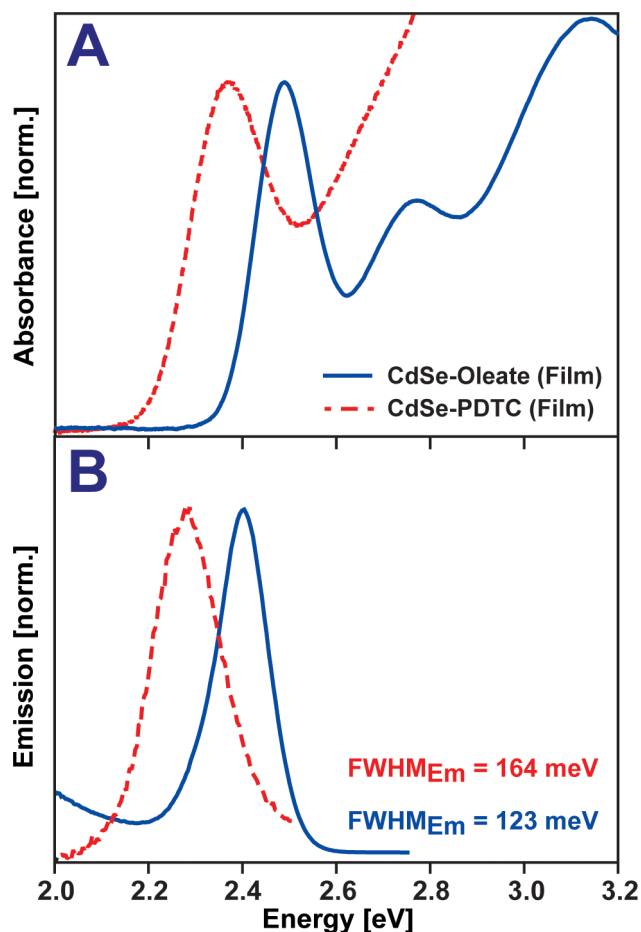 A
Absorbance [norm.]
CdSe-Oleate (Film)
CdSe-PDTC (Film)
B
Emission [norm.]
FWHMEm = 164 meV
FWHMEm = 123 meV
2.0 2.2 2.4 2.6 2.8 3.0 3.2
Energy [eV]